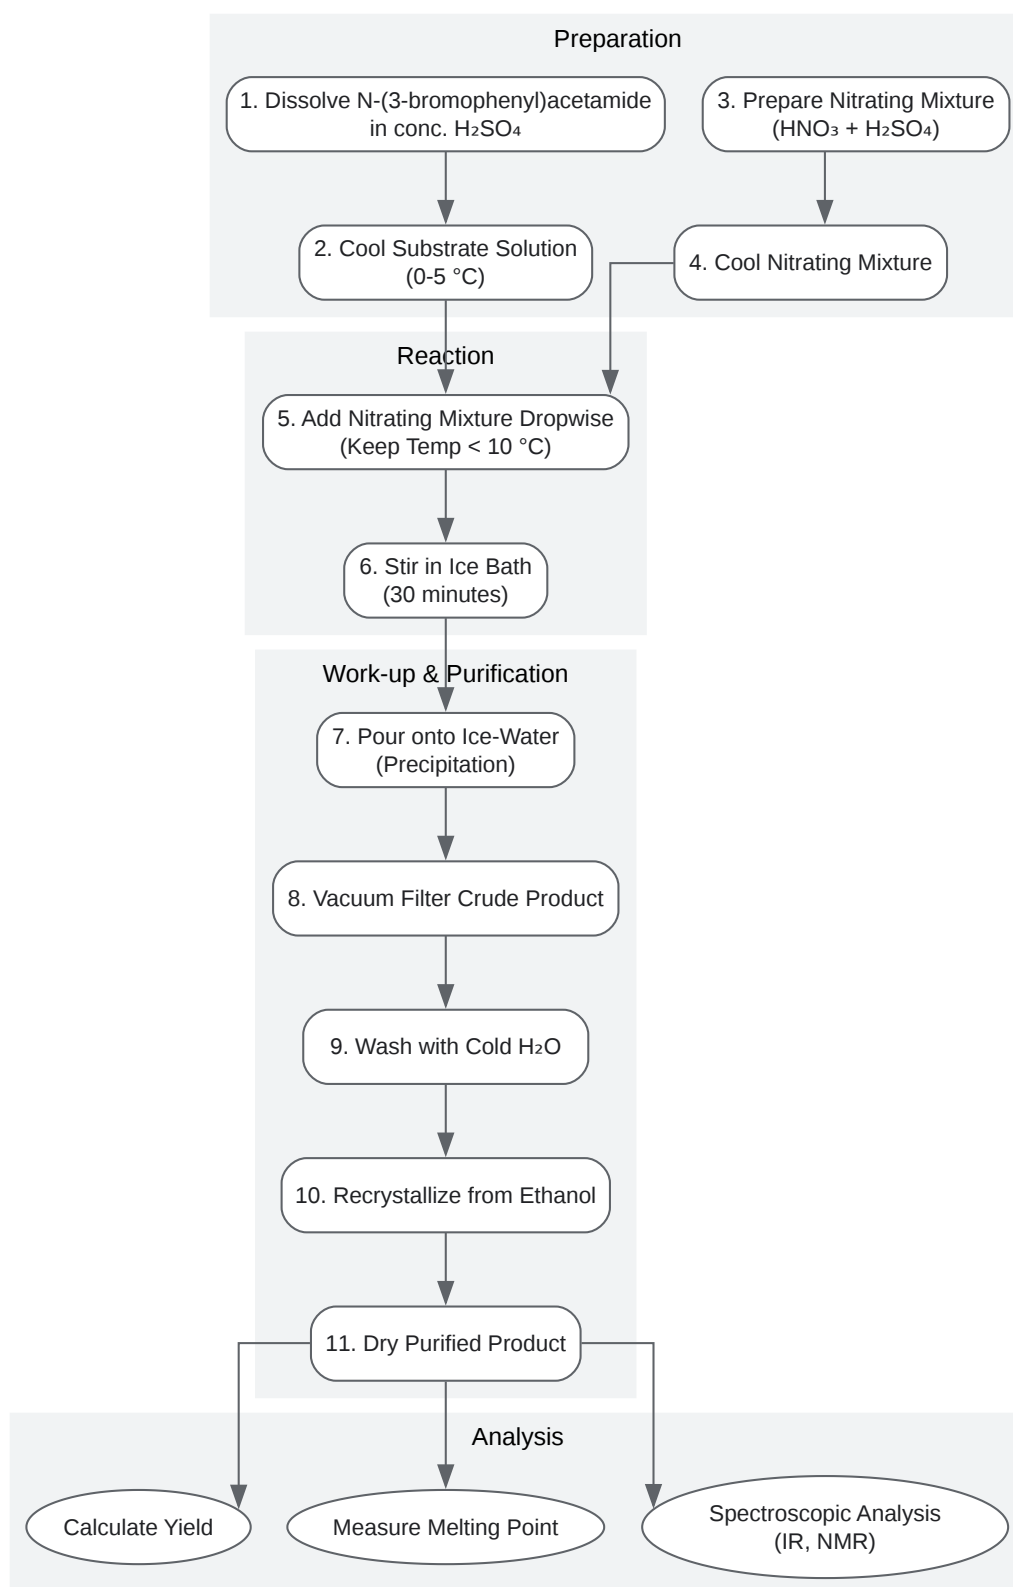 Preparation
1. Dissolve N-(3-bromophenyl)acetamide
in conc. H₂SO₄
3. Prepare Nitrating Mixture
(HNO₃ + H₂SO₄)
2. Cool Substrate Solution
(0-5 °C)
4. Cool Nitrating Mixture
Reaction
5. Add Nitrating Mixture Dropwise
(Keep Temp < 10 °C)
6. Stir in Ice Bath
(30 minutes)
Work-up & Purification
7. Pour onto Ice-Water
(Precipitation)
8. Vacuum Filter Crude Product
9. Wash with Cold H₂O
10. Recrystallize from Ethanol
11. Dry Purified Product
Analysis
Calculate Yield
Measure Melting Point
Spectroscopic Analysis
(IR, NMR)